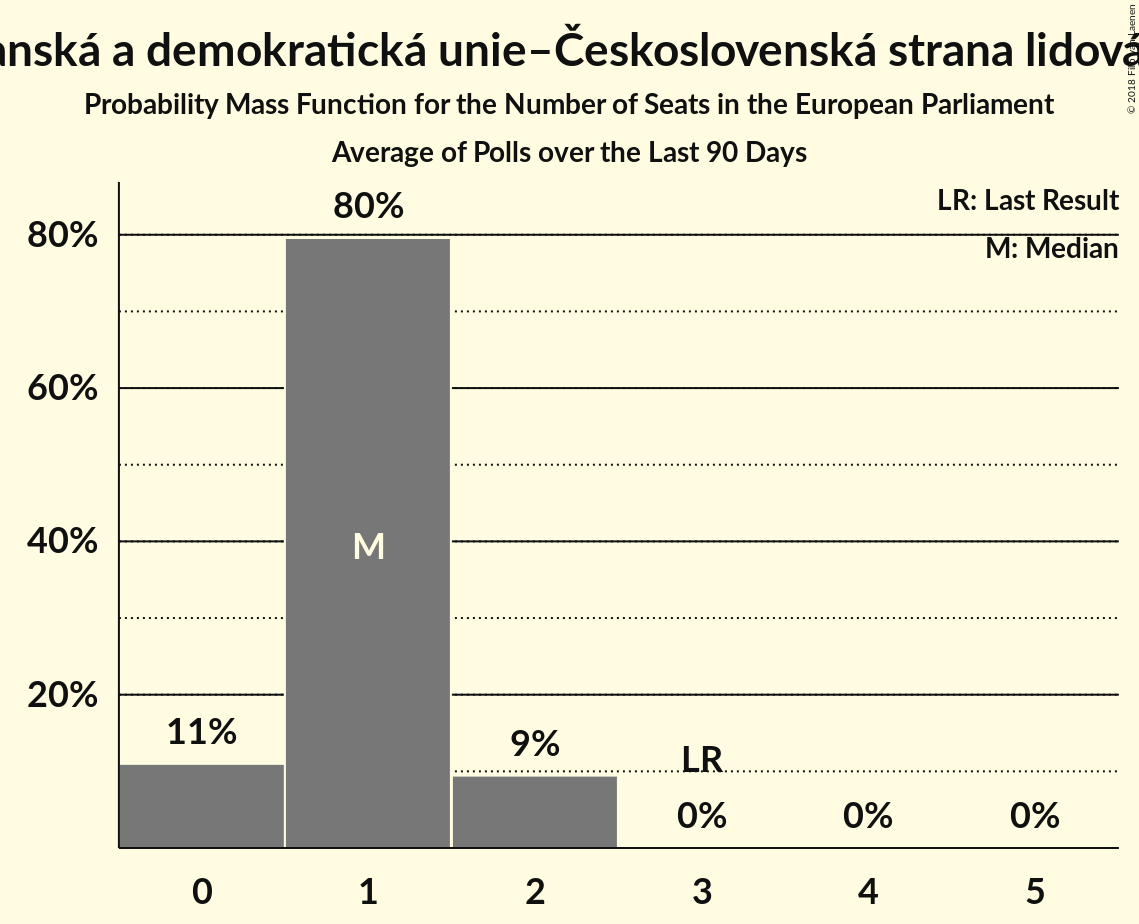 anská a demokratická unie–Československá strana lidová
Probability Mass Function for the Number of Seats in the European Parliament
Average of Polls over the Last 90 Days
LR: Last Result
M: Median
80%
60%
40%
20%
11%
80%
M
9%
LR
0%
0%
0%
0 1 2 3 4 5
© 2018